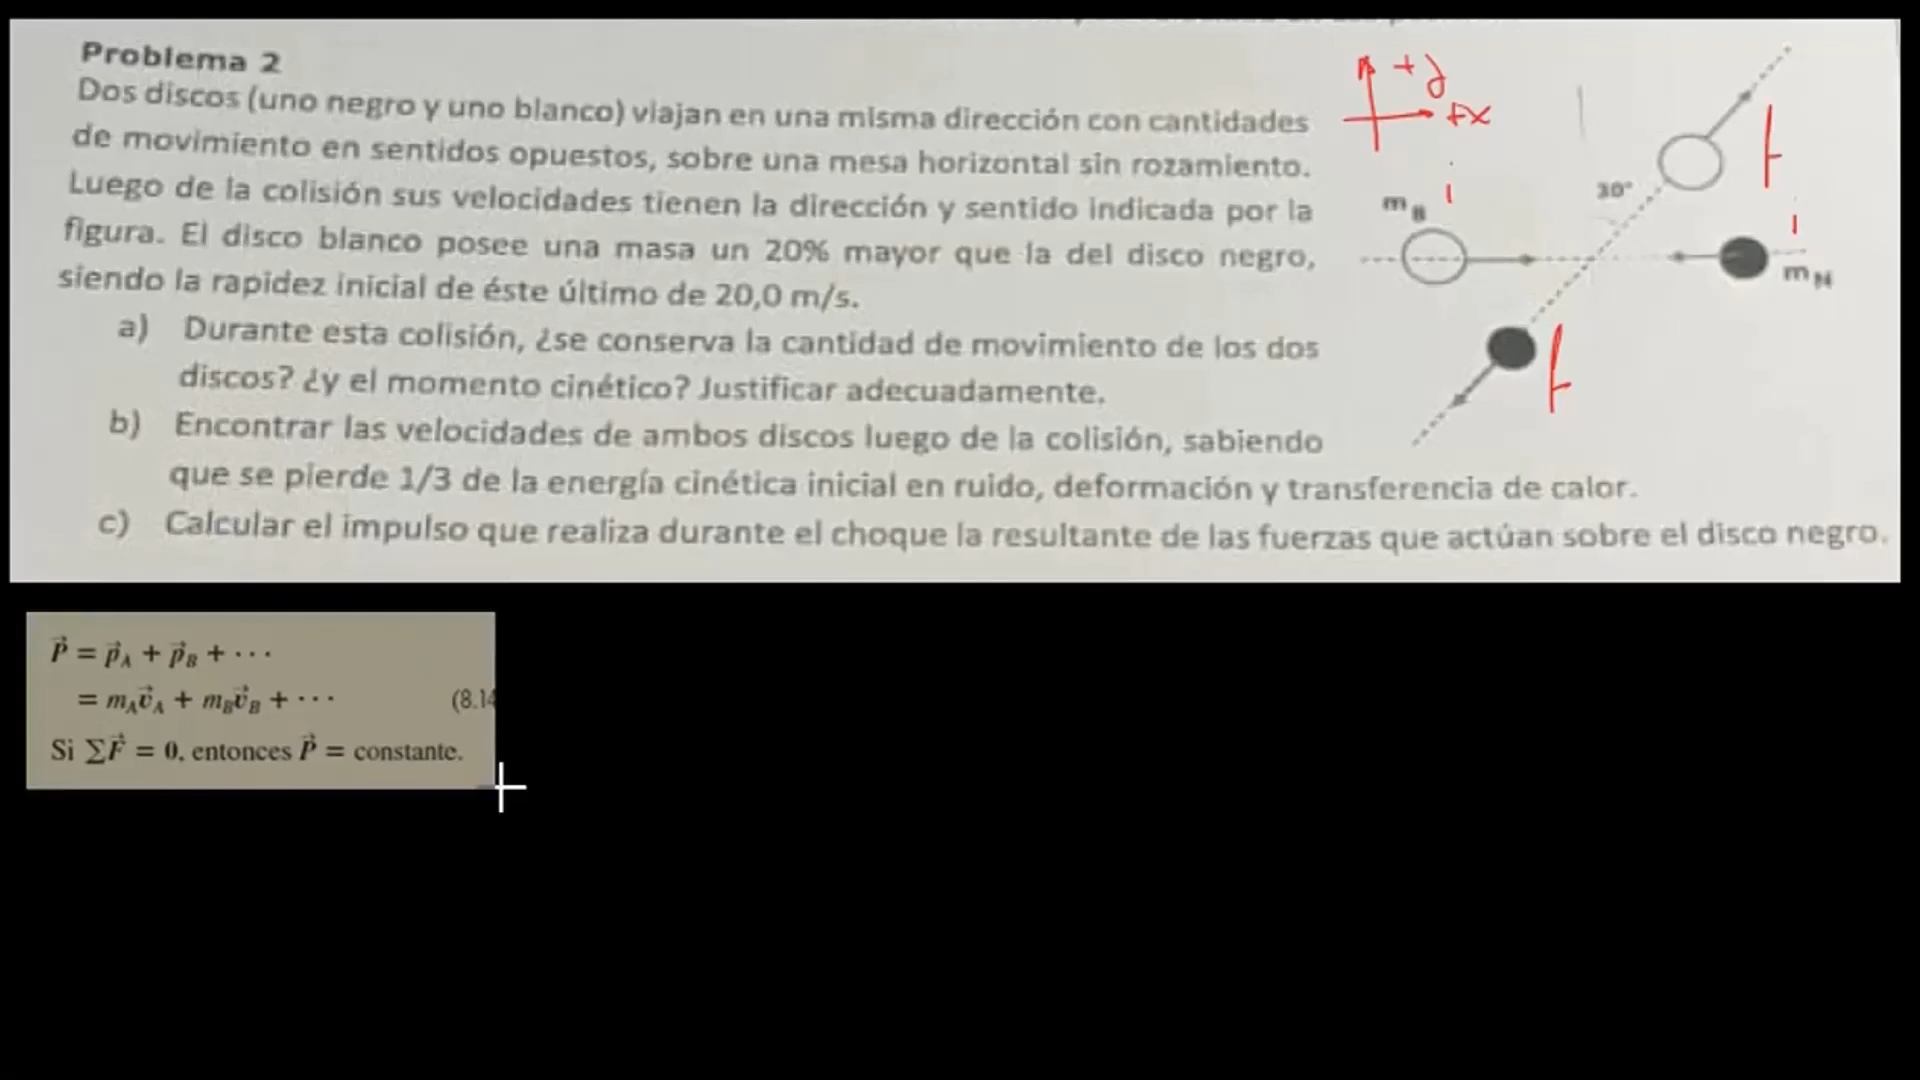 Problema 2
Dos discos (uno negro y uno blanco) viajan en una misma dirección con cantidades
de movimiento en sentidos opuestos, sobre una mesa horizontal sin rozamiento.
Luego de la colisión sus velocidades tienen la dirección y sentido indicada por la
figura. El disco blanco posee una masa un 20% mayor que la del disco negro,
siendo la rapidez inicial de éste último de 20,0 m/s.
a) Durante esta colisión, ¿se conserva la cantidad de movimiento de los dos
discos? ¿y el momento cinético? Justificar adecuadamente.
b) Encontrar las velocidades de ambos discos luego de la colisión, sabiendo
que se pierde 1/3 de la energía cinética inicial en ruido, deformación y transferencia de calor.
c) Calcular el impulso que realiza durante el choque la resultante de las fuerzas que actúan sobre el disco negro.
+y
+x
m_B i
30°
f
i
m_N
f
P⃗ = p⃗_A + p⃗_B + ···
= m_A v⃗_A + m_B v⃗_B + ··· (8.14
Si ∑F⃗ = 0, entonces P⃗ = constante.